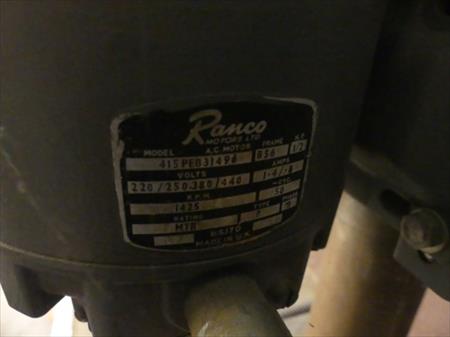 Ranco
MOTORS LTD
A.C. MOTOR
MODEL FRAME H.P.
415PEB31496 B56 1/2
VOLTS AMPS
220/250.380/440
R.P.M. CYC.
1425 50
RATING TYPE
MTR
MADE IN U.K.